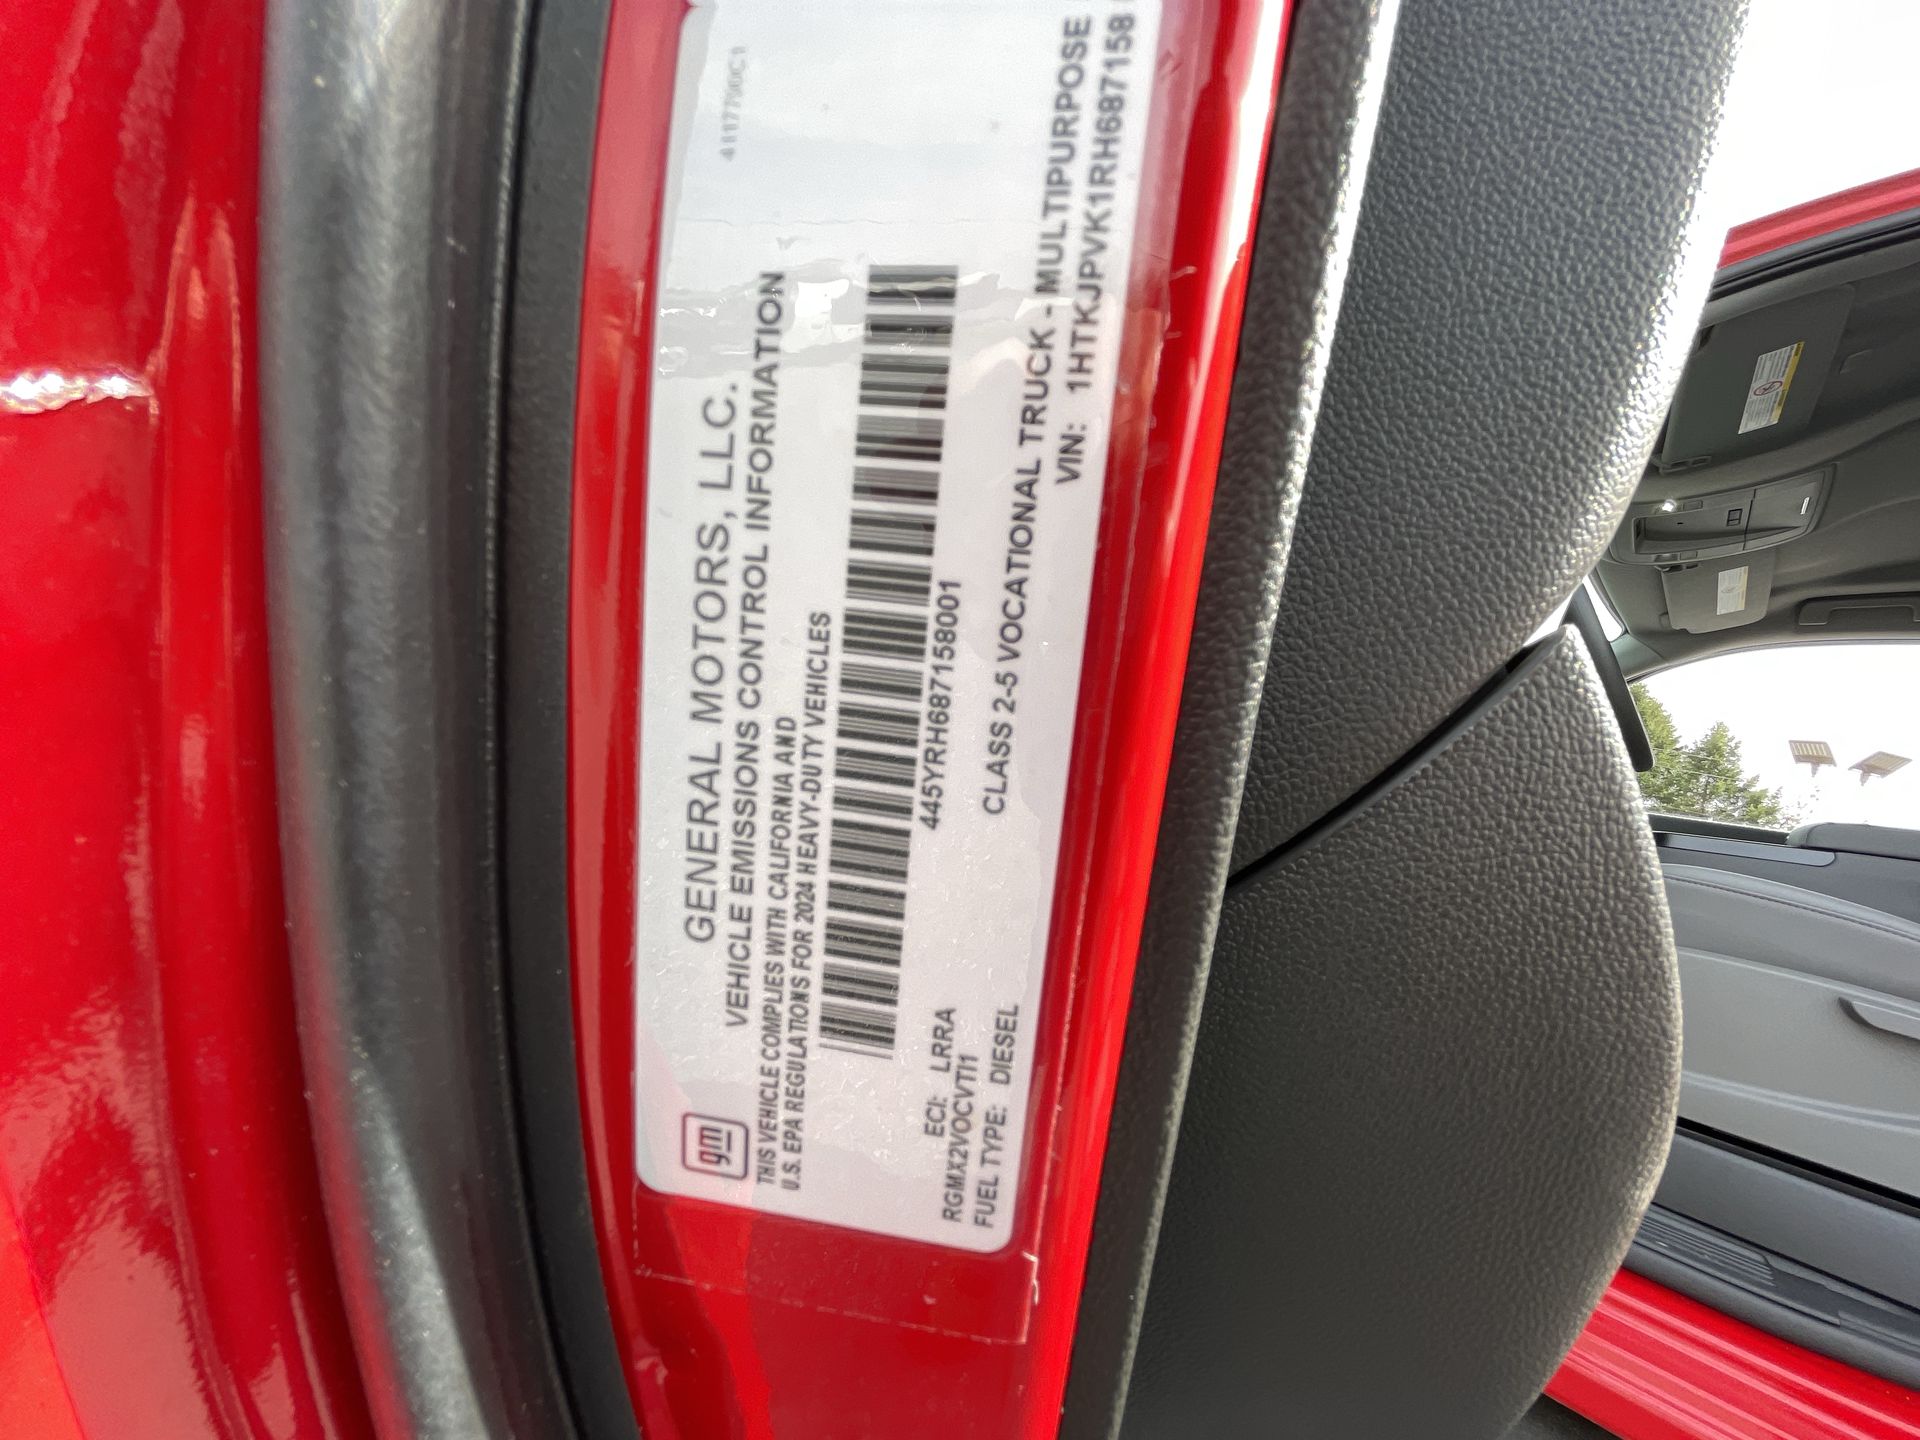 gm
GENERAL MOTORS, LLC.
VEHICLE EMISSIONS CONTROL INFORMATION
THIS VEHICLE COMPLIES WITH CALIFORNIA AND
U.S. EPA REGULATIONS FOR 2024 HEAVY-DUTY VEHICLES
445YRH687158001
ECI: LRRA
CLASS 2-5 VOCATIONAL TRUCK - MULTIPURPOSE
RGMX2VOCVTI1
VIN: 1HTKJPVK1RH687158
FUEL TYPE: DIESEL